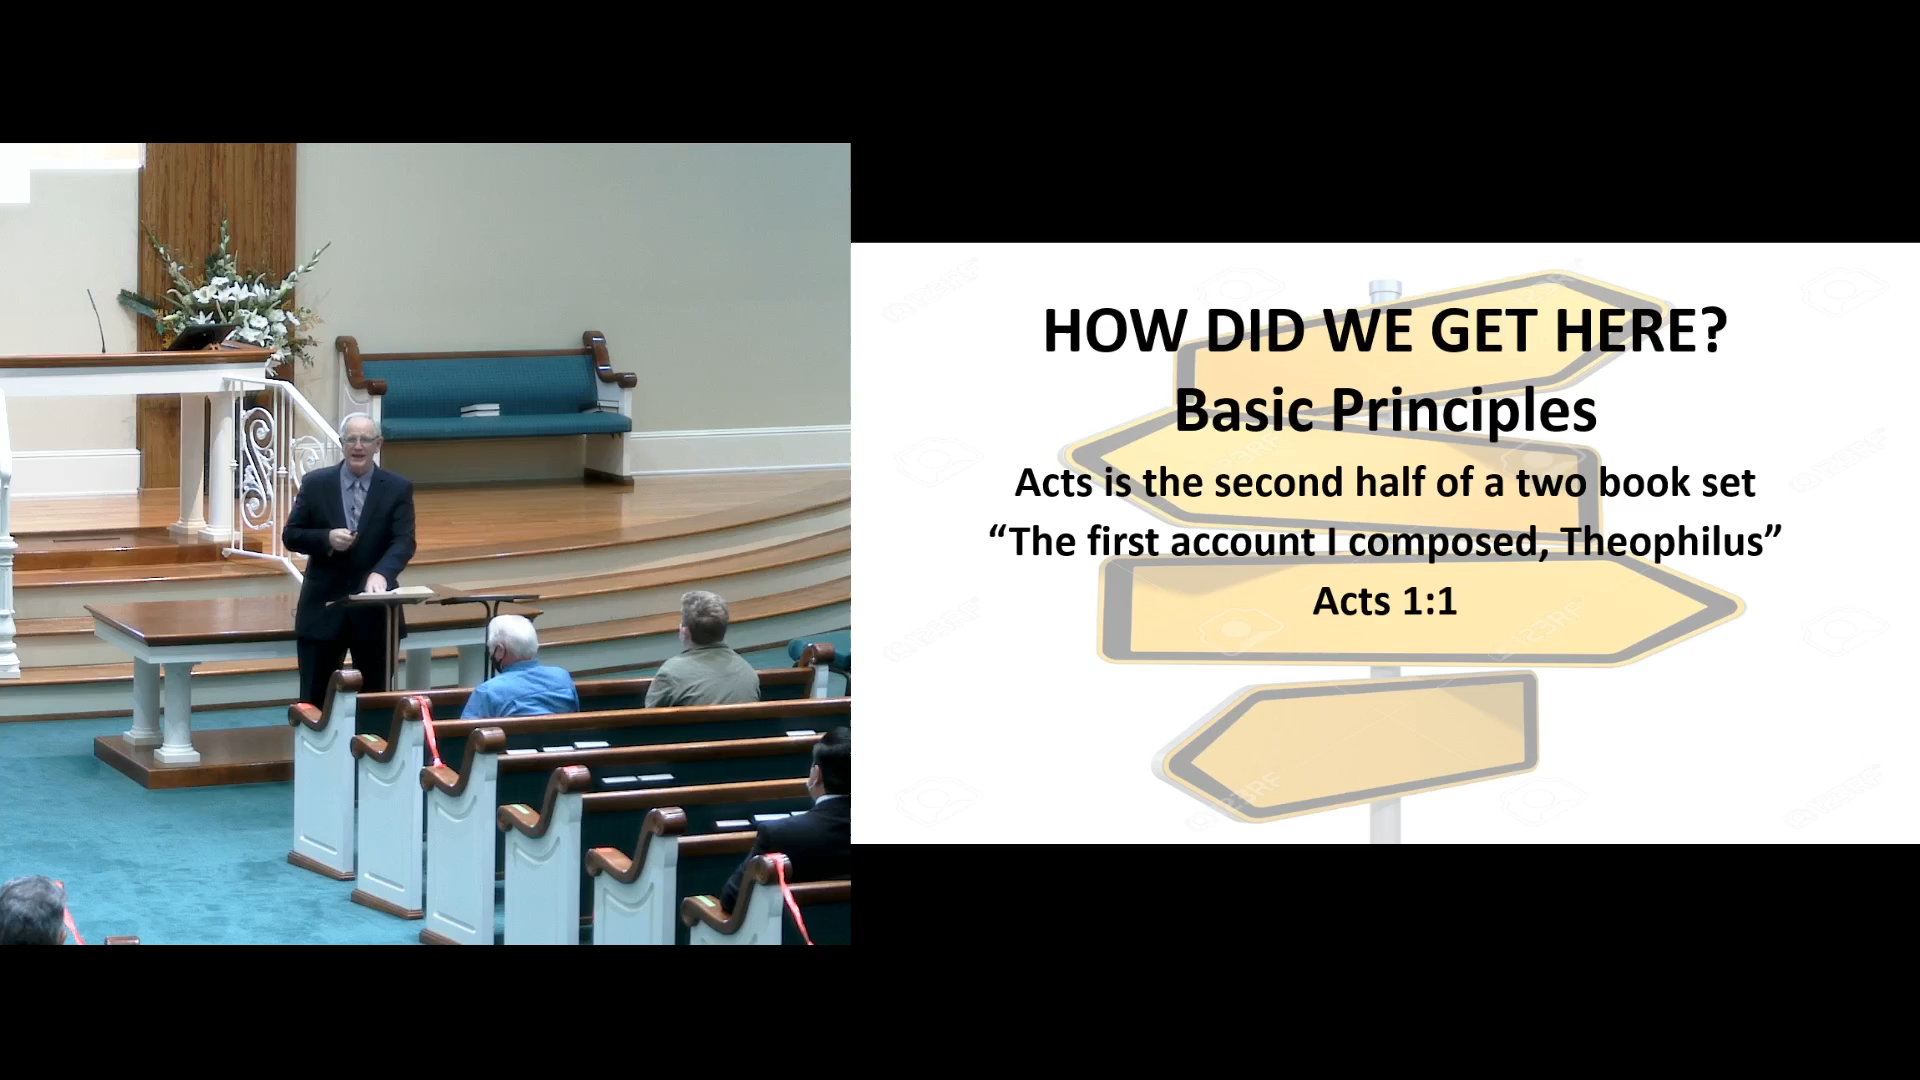 HOW DID WE GET HERE?
Basic Principles
Acts is the second half of a two book set
“The first account I composed, Theophilus”
Acts 1:1